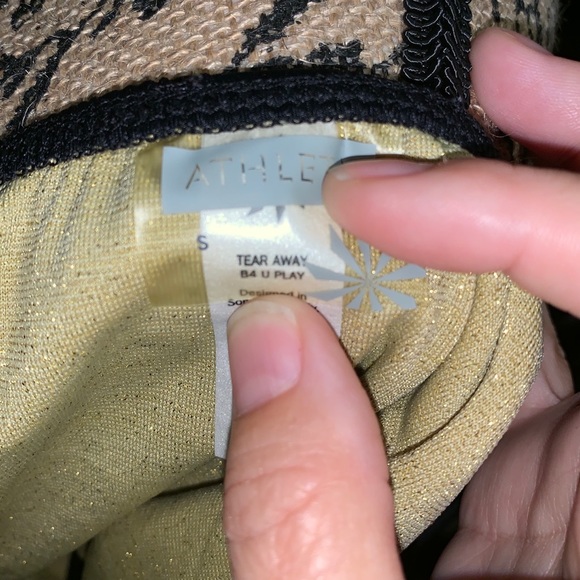 ATHLE
S
TEAR AWAY
B4 U PLAY
Designed in